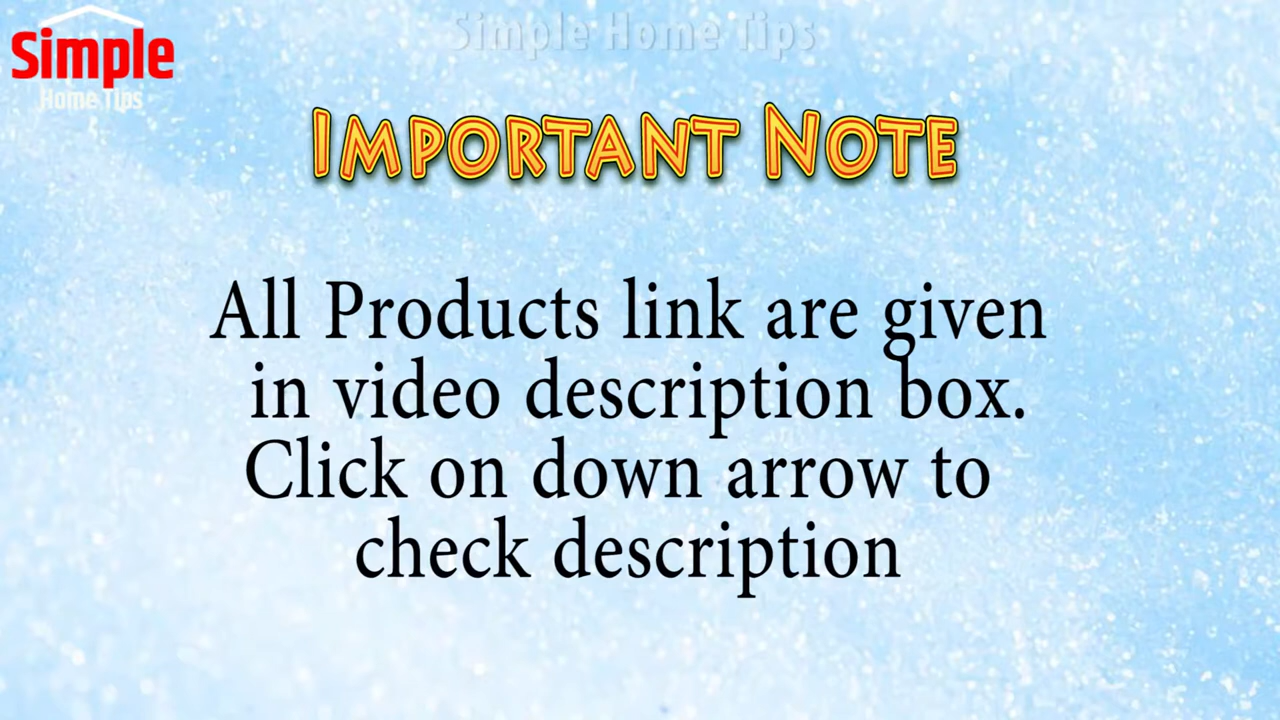 Simple Home Tips
Simple
Home Tips
IMPORTANT NOTE
All Products link are given
in video description box.
Click on down arrow to
check description